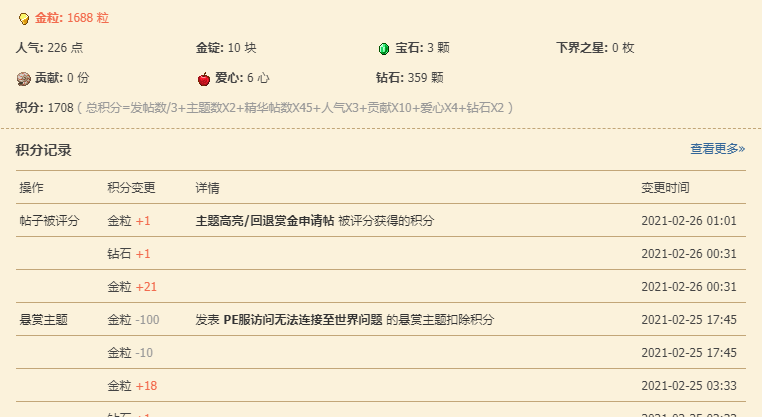 金粒: 1688 粒
人气: 226 点 金锭: 10 块 宝石: 3 颗 下界之星: 0 枚
贡献: 0 份 爱心: 6 心 钻石: 359 颗
积分: 1708 ( 总积分=发帖数/3+主题数X2+精华帖数X45+人气X3+贡献X10+爱心X4+钻石X2 )
积分记录 查看更多»
操作 积分变更 详情 变更时间
帖子被评分 金粒 +1 主题高亮/回退赏金申请帖 被评分获得的积分 2021-02-26 01:01
钻石 +1 2021-02-26 00:31
金粒 +21 2021-02-26 00:31
悬赏主题 金粒 -100 发表 PE服访问无法连接至世界问题 的悬赏主题扣除积分 2021-02-25 17:45
金粒 -10 2021-02-25 17:45
金粒 +18 2021-02-25 03:33